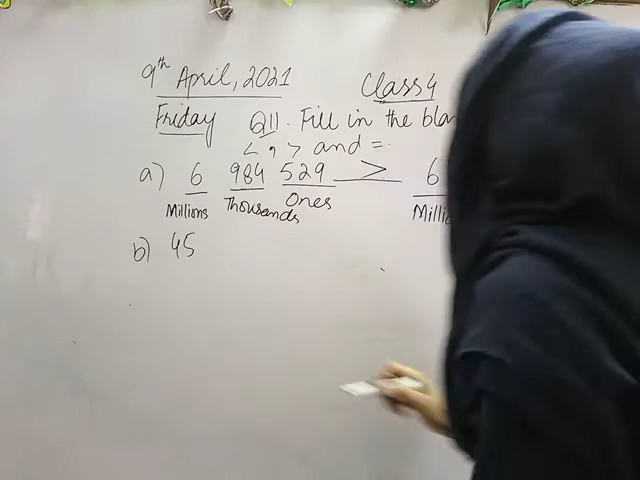 9th April, 2021 Class 4
Friday Q11. Fill in the blan
< , > and =.
a) 6 984 529 > 6
Millions Thousands Ones Milli
b) 45